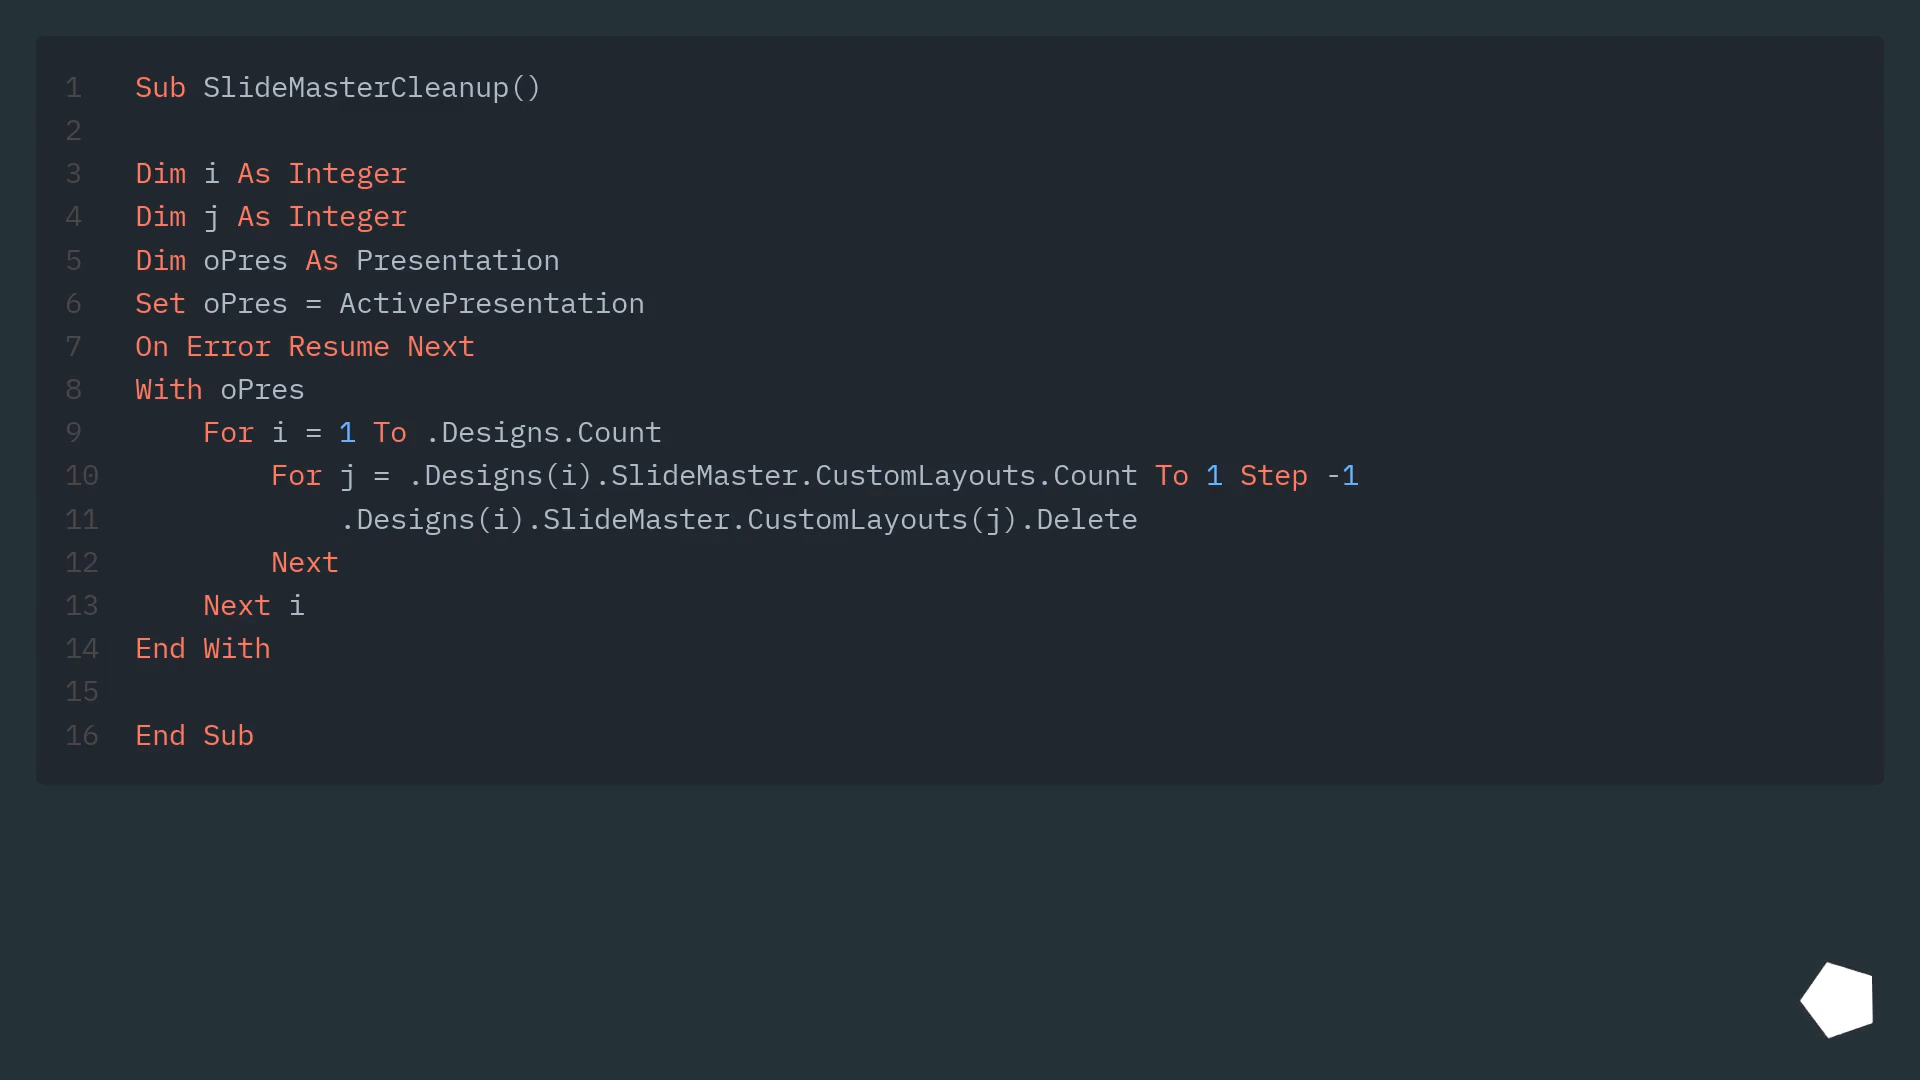 1 Sub SlideMasterCleanup()
2
3 Dim i As Integer
4 Dim j As Integer
5 Dim oPres As Presentation
6 Set oPres = ActivePresentation
7 On Error Resume Next
8 With oPres
9     For i = 1 To .Designs.Count
10         For j = .Designs(i).SlideMaster.CustomLayouts.Count To 1 Step -1
11             .Designs(i).SlideMaster.CustomLayouts(j).Delete
12         Next
13     Next i
14 End With
15
16 End Sub